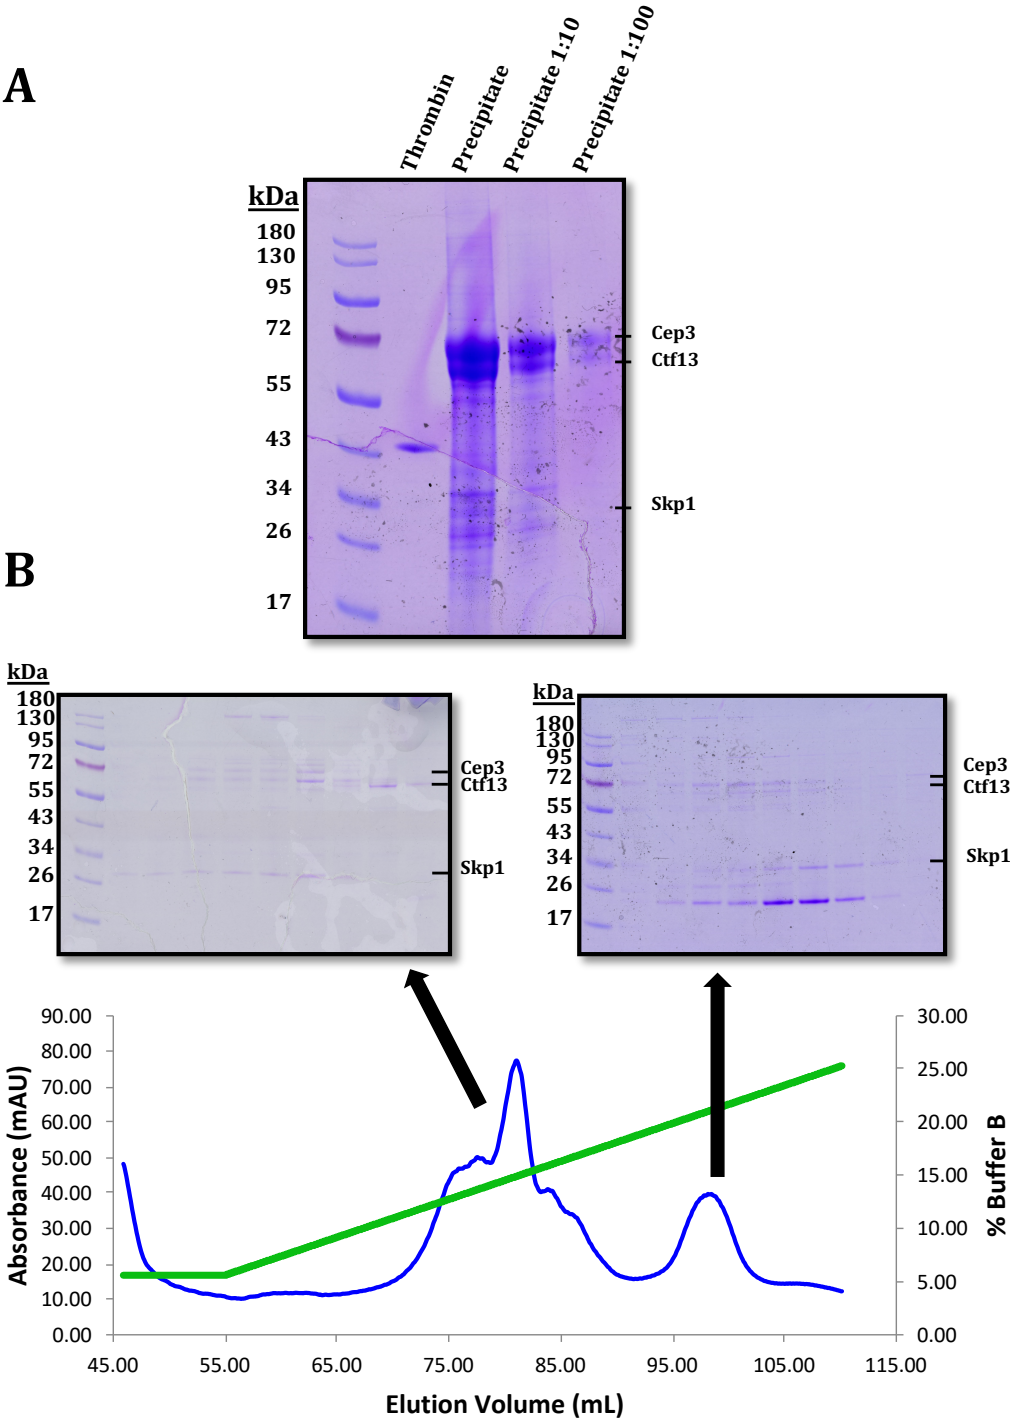 A
Thrombin
Precipitate
Precipitate 1:10
Precipitate 1:100
kDa
180
130
95
72
55
43
34
26
17
Cep3
Ctf13
Skp1
B
kDa
180
130
95
72
55
43
34
26
17
Cep3
Ctf13
Skp1
kDa
180
130
95
72
55
43
34
26
17
Cep3
Ctf13
Skp1
Absorbance (mAU)
90.00
80.00
70.00
60.00
50.00
40.00
30.00
20.00
10.00
0.00
30.00
25.00
20.00
15.00
10.00
5.00
0.00
% Buffer B
45.00 55.00 65.00 75.00 85.00 95.00 105.00 115.00
Elution Volume (mL)